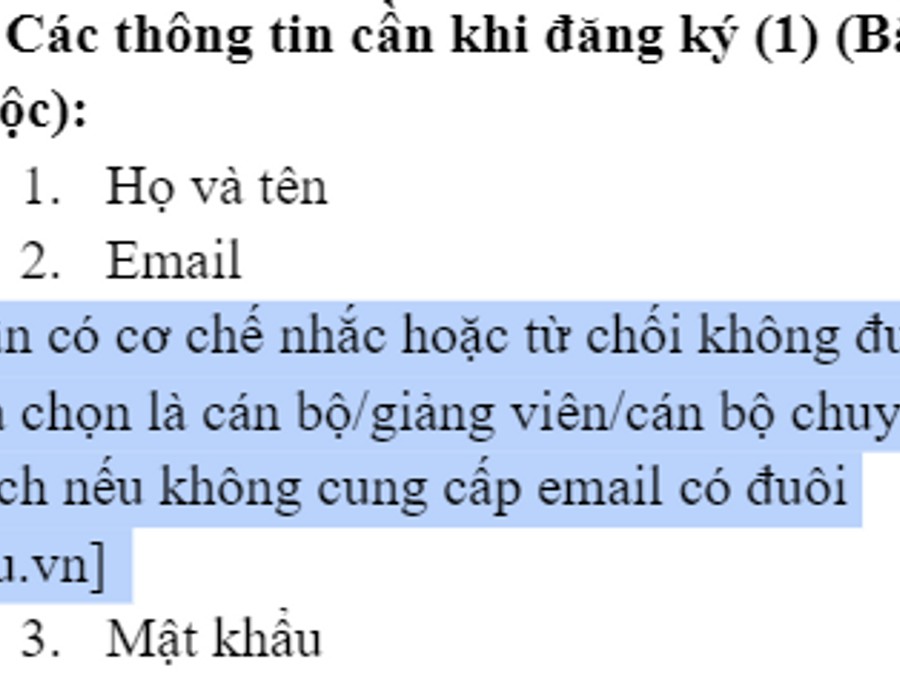 Các thông tin cần khi đăng ký (1) (Bắ
ộc):
1. Họ và tên
2. Email
ần có cơ chế nhắc hoặc từ chối không đư
chọn là cán bộ/giảng viên/cán bộ chuy
ch nếu không cung cấp email có đuôi
u.vn]
3. Mật khẩu